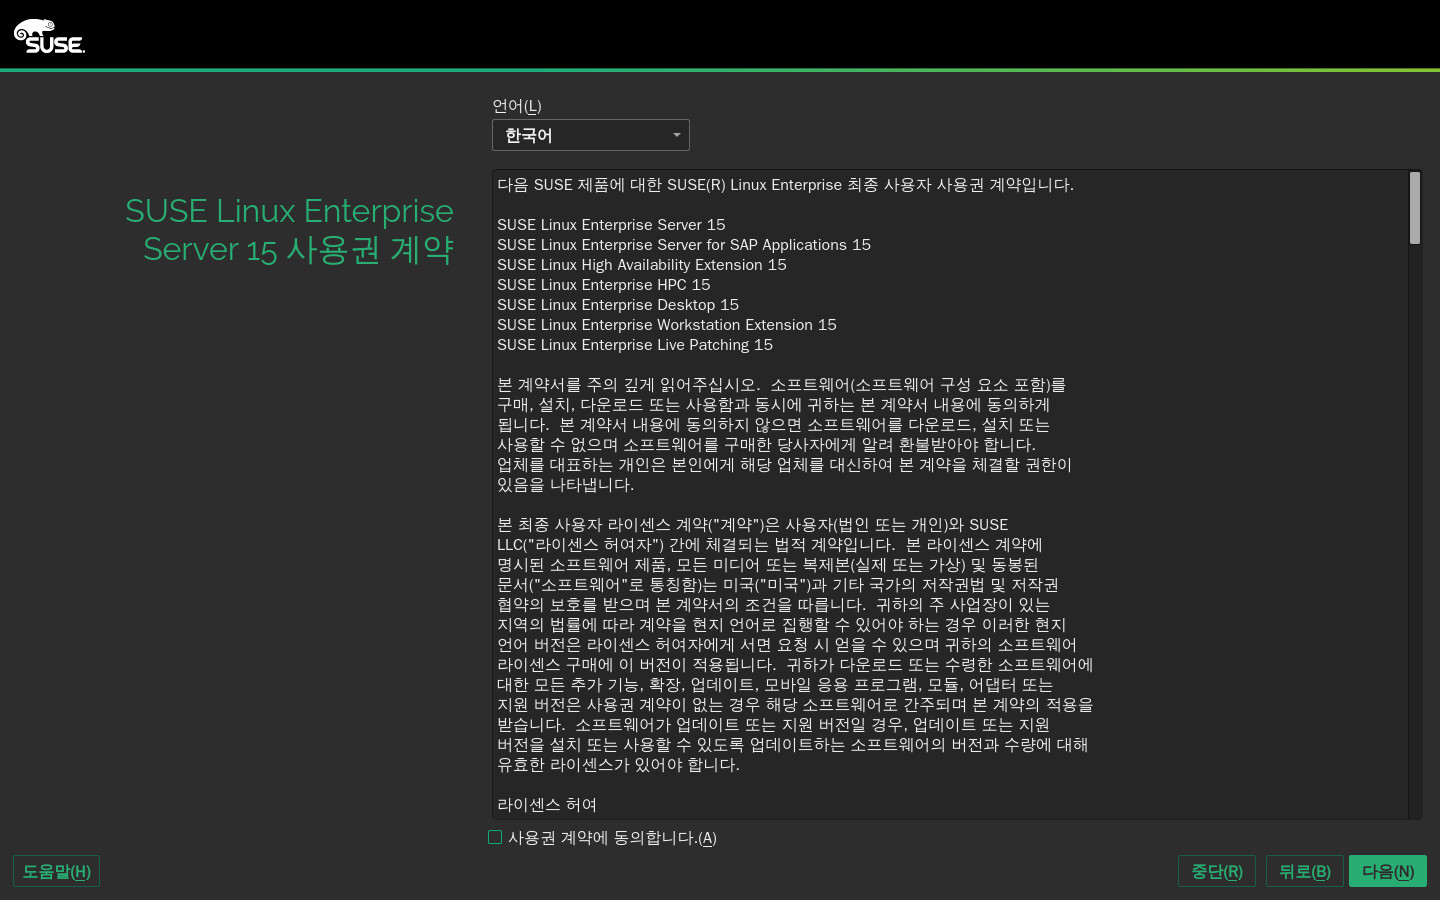 SUSE
언어(L)
한국어
SUSE Linux Enterprise
Server 15 사용권 계약
다음 SUSE 제품에 대한 SUSE(R) Linux Enterprise 최종 사용자 사용권 계약입니다.
SUSE Linux Enterprise Server 15
SUSE Linux Enterprise Server for SAP Applications 15
SUSE Linux High Availability Extension 15
SUSE Linux Enterprise HPC 15
SUSE Linux Enterprise Desktop 15
SUSE Linux Enterprise Workstation Extension 15
SUSE Linux Enterprise Live Patching 15
본 계약서를 주의 깊게 읽어주십시오.  소프트웨어(소프트웨어 구성 요소 포함)를
구매, 설치, 다운로드 또는 사용함과 동시에 귀하는 본 계약서 내용에 동의하게
됩니다.  본 계약서 내용에 동의하지 않으면 소프트웨어를 다운로드, 설치 또는
사용할 수 없으며 소프트웨어를 구매한 당사자에게 알려 환불받아야 합니다.
업체를 대표하는 개인은 본인에게 해당 업체를 대신하여 본 계약을 체결할 권한이
있음을 나타냅니다.
본 최종 사용자 라이센스 계약("계약")은 사용자(법인 또는 개인)와 SUSE
LLC("라이센스 허여자") 간에 체결되는 법적 계약입니다.  본 라이센스 계약에
명시된 소프트웨어 제품, 모든 미디어 또는 복제본(실제 또는 가상) 및 동봉된
문서("소프트웨어"로 통칭함)는 미국("미국")과 기타 국가의 저작권법 및 저작권
협약의 보호를 받으며 본 계약서의 조건을 따릅니다.  귀하의 주 사업장이 있는
지역의 법률에 따라 계약을 현지 언어로 집행할 수 있어야 하는 경우 이러한 현지
언어 버전은 라이센스 허여자에게 서면 요청 시 얻을 수 있으며 귀하의 소프트웨어
라이센스 구매에 이 버전이 적용됩니다.  귀하가 다운로드 또는 수령한 소프트웨어에
대한 모든 추가 기능, 확장, 업데이트, 모바일 응용 프로그램, 모듈, 어댑터 또는
지원 버전은 사용권 계약이 없는 경우 해당 소프트웨어로 간주되며 본 계약의 적용을
받습니다.  소프트웨어가 업데이트 또는 지원 버전일 경우, 업데이트 또는 지원
버전을 설치 또는 사용할 수 있도록 업데이트하는 소프트웨어의 버전과 수량에 대해
유효한 라이센스가 있어야 합니다.
라이센스 허여
사용권 계약에 동의합니다.(A)
도움말(H)
중단(R)
뒤로(B)
다음(N)